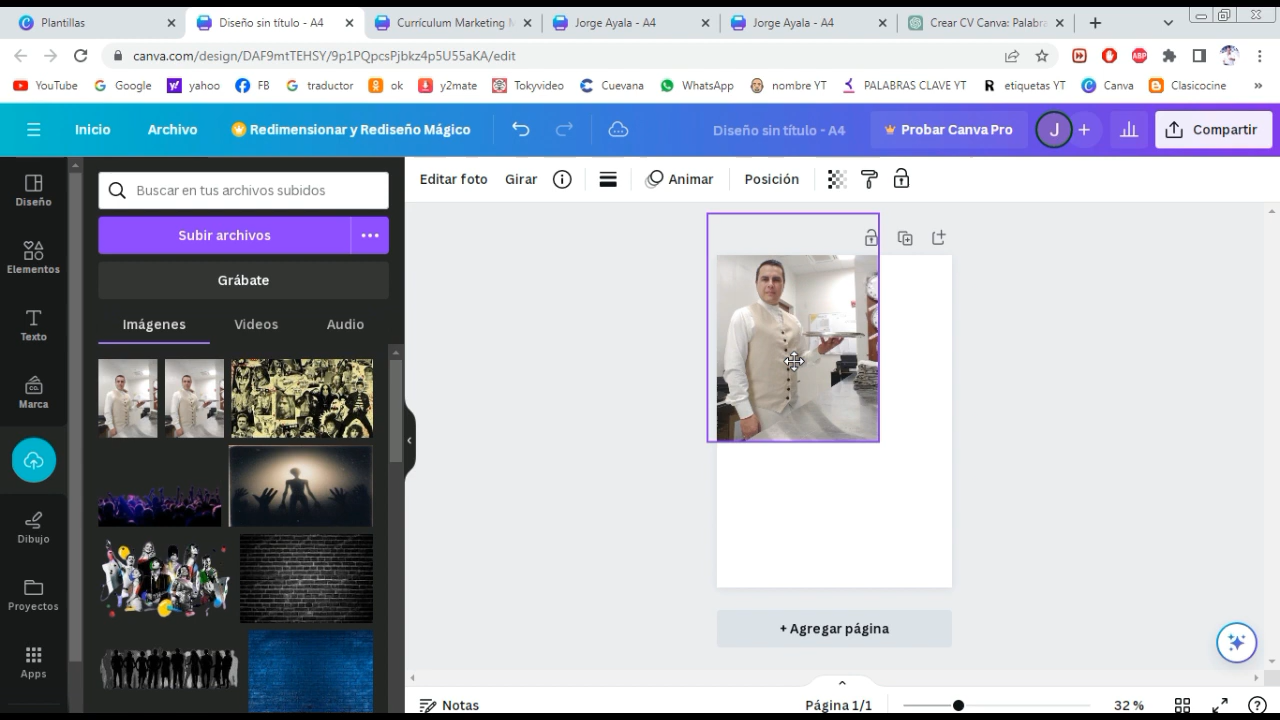 Plantillas
Diseño sin título - A4
Currículum Marketing
Jorge Ayala - A4
Jorge Ayala - A4
Crear CV Canva: Palabra
canva.com/design/DAF9mtTEHSY/9p1PQpcsPjbkz4p5U55aKA/edit
YouTube
Google
yahoo
FB
traductor
ok
y2mate
Tokyvideo
Cuevana
WhatsApp
nombre YT
PALABRAS CLAVE YT
etiquetas YT
Canva
Clasicocine
»
Inicio
Archivo
Redimensionar y Rediseño Mágico
Diseño sin título - A4
Probar Canva Pro
J
Compartir
Diseño
Elementos
Texto
Marca
Dibujo
Proyectos
Apps
Buscar en tus archivos subidos
Subir archivos
Grábate
Imágenes
Videos
Audio
Editar foto
Girar
Animar
Posición
+ Agregar página
Notas
Página 1/1
32 %